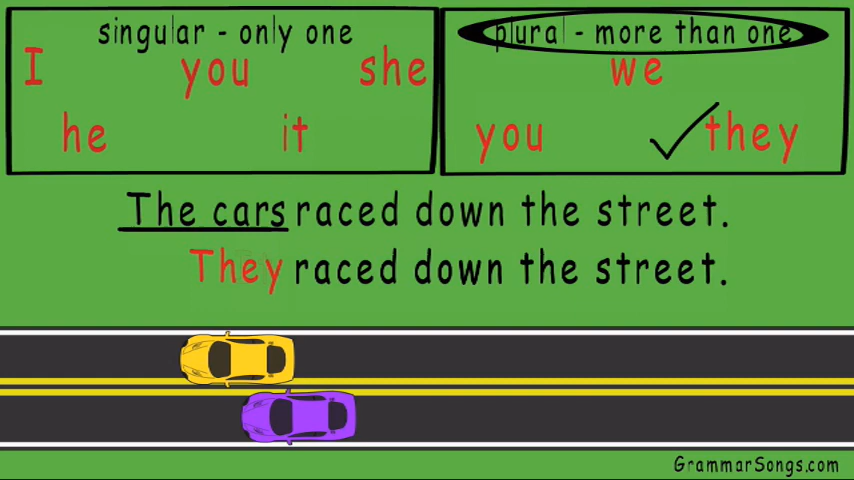 singular - only one
I you she
he it
plural - more than one
we
you they
The cars raced down the street.
They raced down the street.
GrammarSongs.com